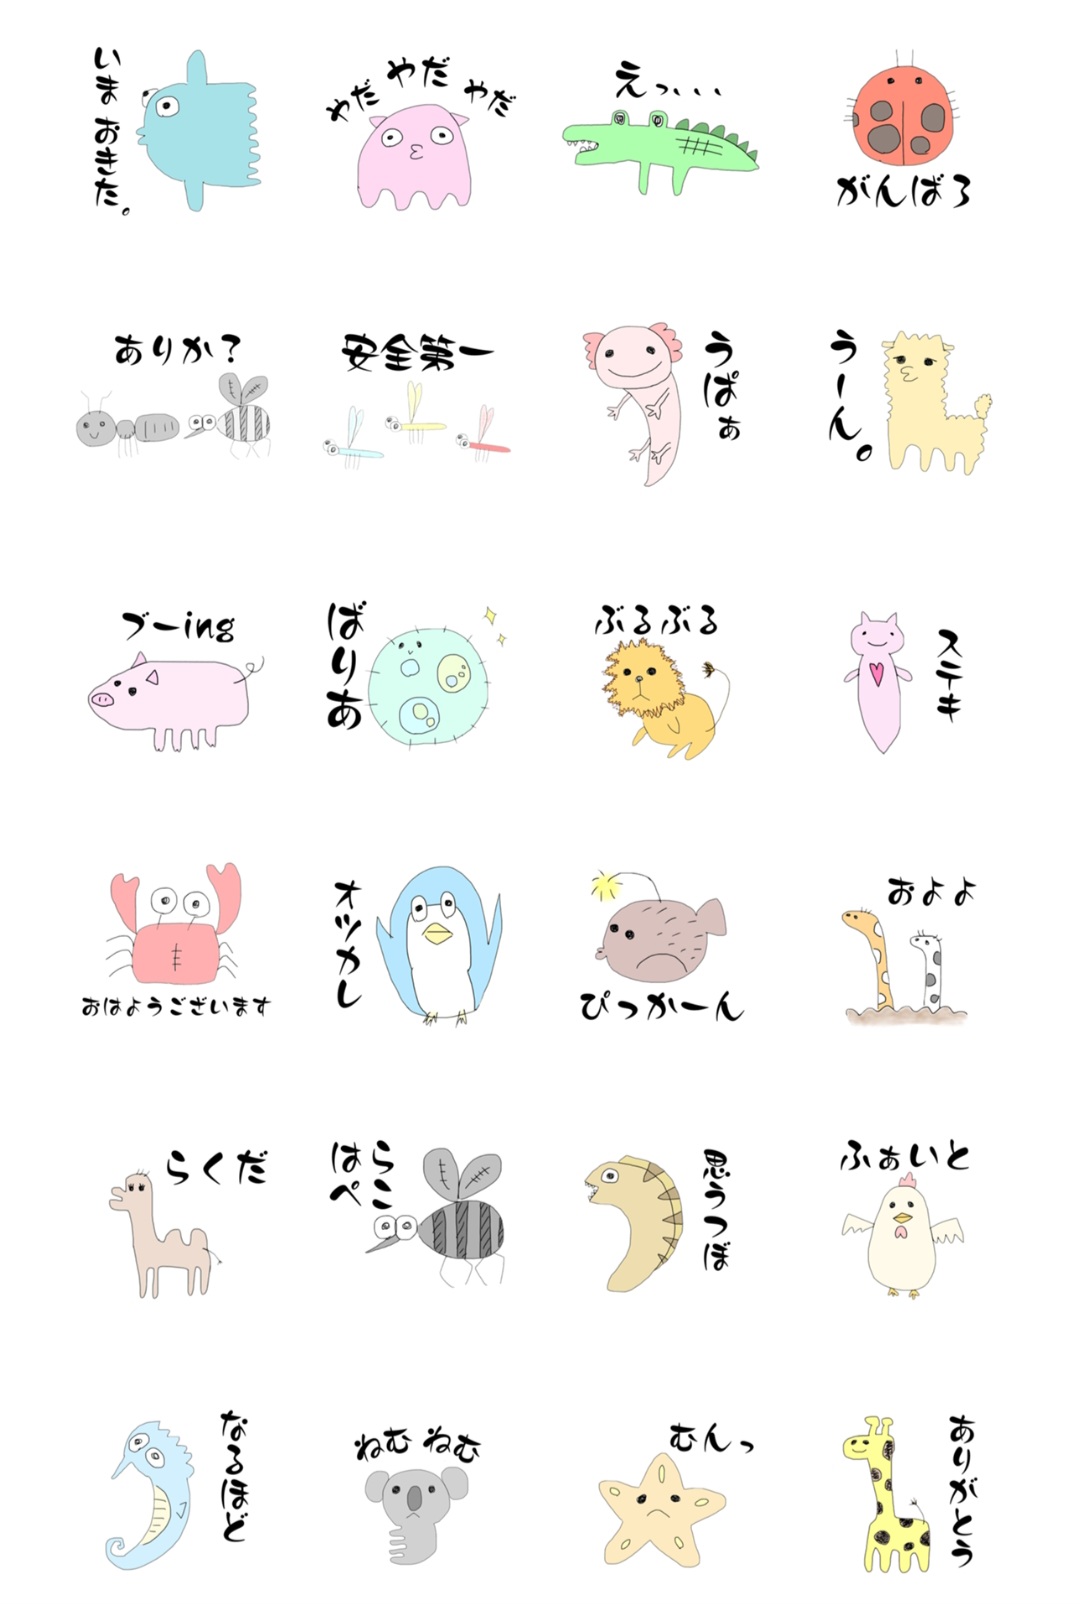 いま おきた。
やだ やだ やだ
えっ、、、
がんばろ
ありか？
安全第一
うぱぁ
うーん。
ブーing
ばりあ
ぶるぶる
ステキ
おはようございます
オツカレ
ぴっかーん
およよ
らくだ
はらぺこ
思うつぼ
ふぁいと
なるほど
ねむ ねむ
むんっ
ありがとう